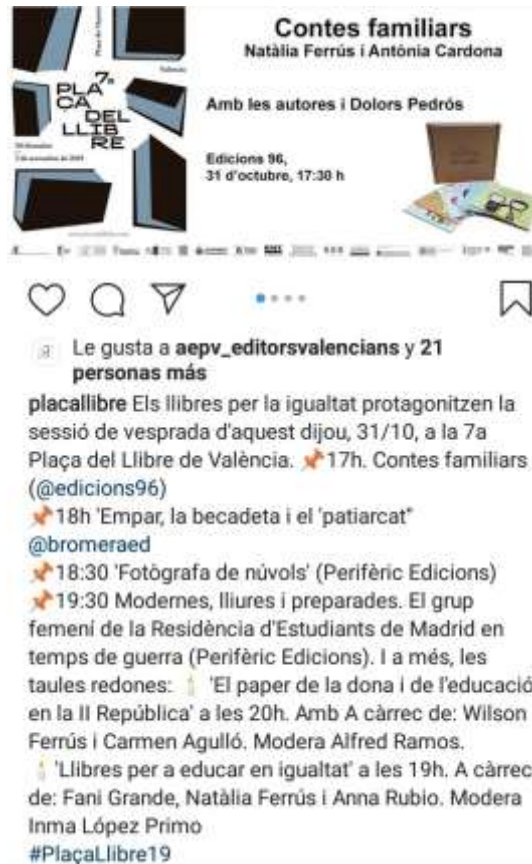 Contes familiars
Natàlia Ferrús i Antònia Cardona
Plaça de l'
València
7a
PLA
ÇA
DEL
LLIB
RE
Amb les autores i Dolors Pedrós
Edicions 96,
31 d'octubre, 17:30 h
Le gusta a aepv_editorsvalencians y 21
personas más
placallibre Els llibres per la igualtat protagonitzen la
sessió de vesprada d'aquest dijou, 31/10, a la 7a
Plaça del Llibre de València. 📌17h. Contes familiars
(@edicions96)
📌18h 'Empar, la becadeta i el 'patiarcat"
@bromeraed
📌18:30 'Fotògrafa de núvols' (Perifèric Edicions)
📌19:30 Modernes, lliures i preparades. El grup
femení de la Residència d'Estudiants de Madrid en
temps de guerra (Perifèric Edicions). I a més, les
taules redones: 🕯 'El paper de la dona i de l'educació
en la II República' a les 20h. Amb A càrrec de: Wilson
Ferrús i Carmen Agulló. Modera Alfred Ramos.
🕯 'Llibres per a educar en igualtat' a les 19h. A càrrec
de: Fani Grande, Natàlia Ferrús i Anna Rubio. Modera
Inma López Primo
#PlaçaLlibre19